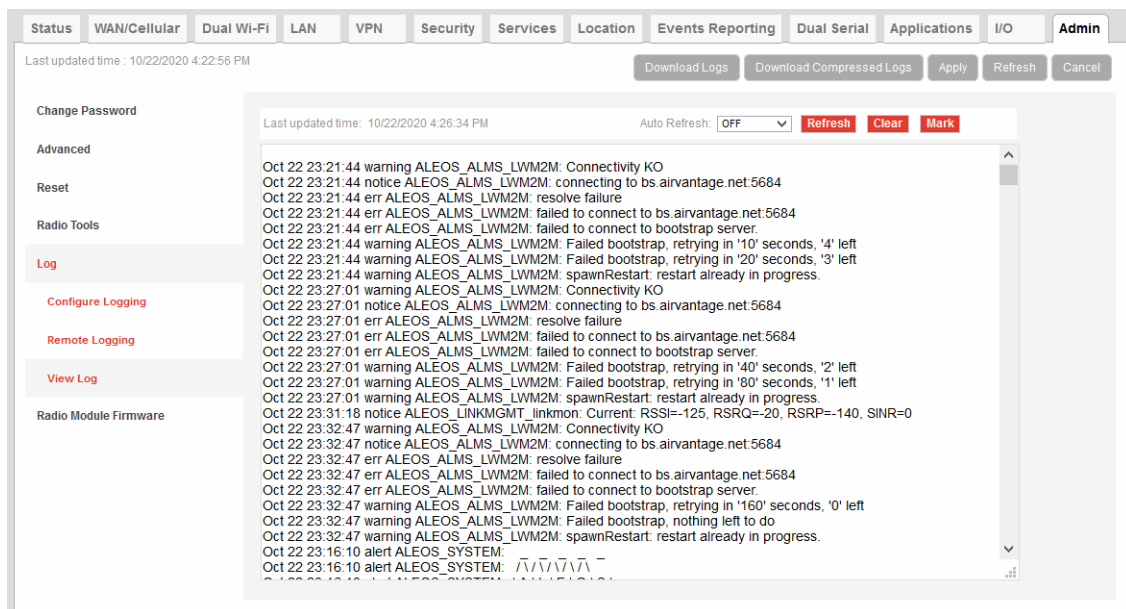 Status WAN/Cellular Dual Wi-Fi LAN VPN Security Services Location Events Reporting Dual Serial Applications I/O Admin
Last updated time : 10/22/2020 4:22:56 PM
Download Logs Download Compressed Logs Apply Refresh Cancel
Change Password
Advanced
Reset
Radio Tools
Log
Configure Logging
Remote Logging
View Log
Radio Module Firmware
Last updated time: 10/22/2020 4:26:34 PM Auto Refresh: OFF Refresh Clear Mark
Oct 22 23:21:44 warning ALEOS_ALMS_LWM2M: Connectivity KO
Oct 22 23:21:44 notice ALEOS_ALMS_LWM2M: connecting to bs.airvantage.net:5684
Oct 22 23:21:44 err ALEOS_ALMS_LWM2M: resolve failure
Oct 22 23:21:44 err ALEOS_ALMS_LWM2M: failed to connect to bs.airvantage.net:5684
Oct 22 23:21:44 err ALEOS_ALMS_LWM2M: failed to connect to bootstrap server.
Oct 22 23:21:44 warning ALEOS_ALMS_LWM2M: Failed bootstrap, retrying in '10' seconds, '4' left
Oct 22 23:21:44 warning ALEOS_ALMS_LWM2M: Failed bootstrap, retrying in '20' seconds, '3' left
Oct 22 23:21:44 warning ALEOS_ALMS_LWM2M: spawnRestart: restart already in progress.
Oct 22 23:27:01 warning ALEOS_ALMS_LWM2M: Connectivity KO
Oct 22 23:27:01 notice ALEOS_ALMS_LWM2M: connecting to bs.airvantage.net:5684
Oct 22 23:27:01 err ALEOS_ALMS_LWM2M: resolve failure
Oct 22 23:27:01 err ALEOS_ALMS_LWM2M: failed to connect to bs.airvantage.net:5684
Oct 22 23:27:01 err ALEOS_ALMS_LWM2M: failed to connect to bootstrap server.
Oct 22 23:27:01 warning ALEOS_ALMS_LWM2M: Failed bootstrap, retrying in '40' seconds, '2' left
Oct 22 23:27:01 warning ALEOS_ALMS_LWM2M: Failed bootstrap, retrying in '80' seconds, '1' left
Oct 22 23:27:01 warning ALEOS_ALMS_LWM2M: spawnRestart: restart already in progress.
Oct 22 23:31:18 notice ALEOS_LINKMGMT_linkmon: Current: RSSI=-125, RSRQ=-20, RSRP=-140, SINR=0
Oct 22 23:32:47 warning ALEOS_ALMS_LWM2M: Connectivity KO
Oct 22 23:32:47 notice ALEOS_ALMS_LWM2M: connecting to bs.airvantage.net:5684
Oct 22 23:32:47 err ALEOS_ALMS_LWM2M: resolve failure
Oct 22 23:32:47 err ALEOS_ALMS_LWM2M: failed to connect to bs.airvantage.net:5684
Oct 22 23:32:47 err ALEOS_ALMS_LWM2M: failed to connect to bootstrap server.
Oct 22 23:32:47 warning ALEOS_ALMS_LWM2M: Failed bootstrap, retrying in '160' seconds, '0' left
Oct 22 23:32:47 warning ALEOS_ALMS_LWM2M: Failed bootstrap, nothing left to do
Oct 22 23:32:47 warning ALEOS_ALMS_LWM2M: spawnRestart: restart already in progress.
Oct 22 23:16:10 alert ALEOS_SYSTEM: _ _ _ _ _
Oct 22 23:16:10 alert ALEOS_SYSTEM: / \ / \ / \ / \ / \